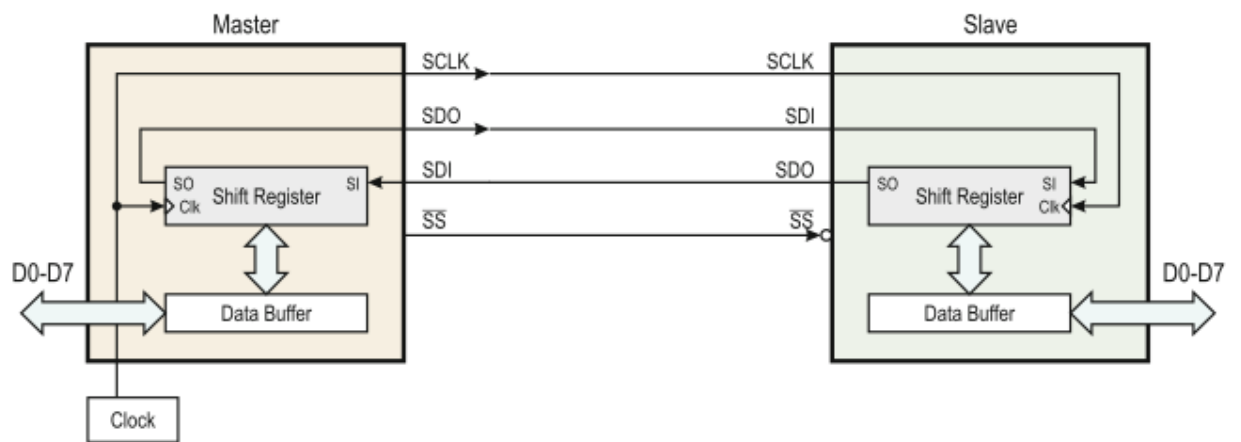 Master
Slave
SCLK
SCLK
SDO
SDI
SDI
SDO
SO
Shift Register
SI
Clk
SO
Shift Register
SI
Clk
SS
SS
D0-D7
D0-D7
Data Buffer
Data Buffer
Clock